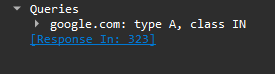 Queries
google.com: type A, class IN
[Response In: 323]